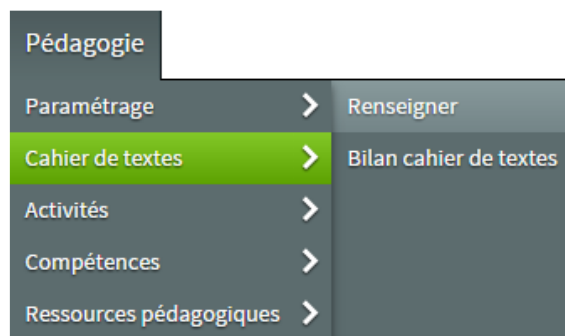 Pédagogie
Paramétrage
Renseigner
Cahier de textes
Bilan cahier de textes
Activités
Compétences
Ressources pédagogiques